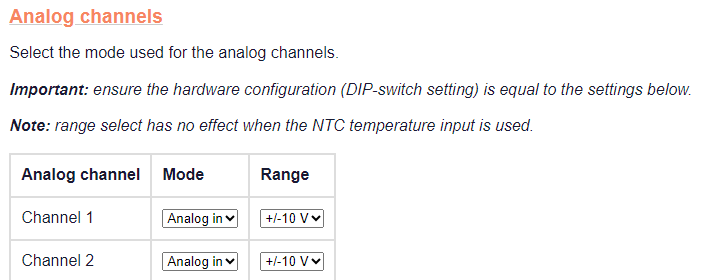 Analog channels
Select the mode used for the analog channels.
Important: ensure the hardware configuration (DIP-switch setting) is equal to the settings below.
Note: range select has no effect when the NTC temperature input is used.
Analog channel Mode Range
Channel 1 Analog in +/-10 V
Channel 2 Analog in +/-10 V